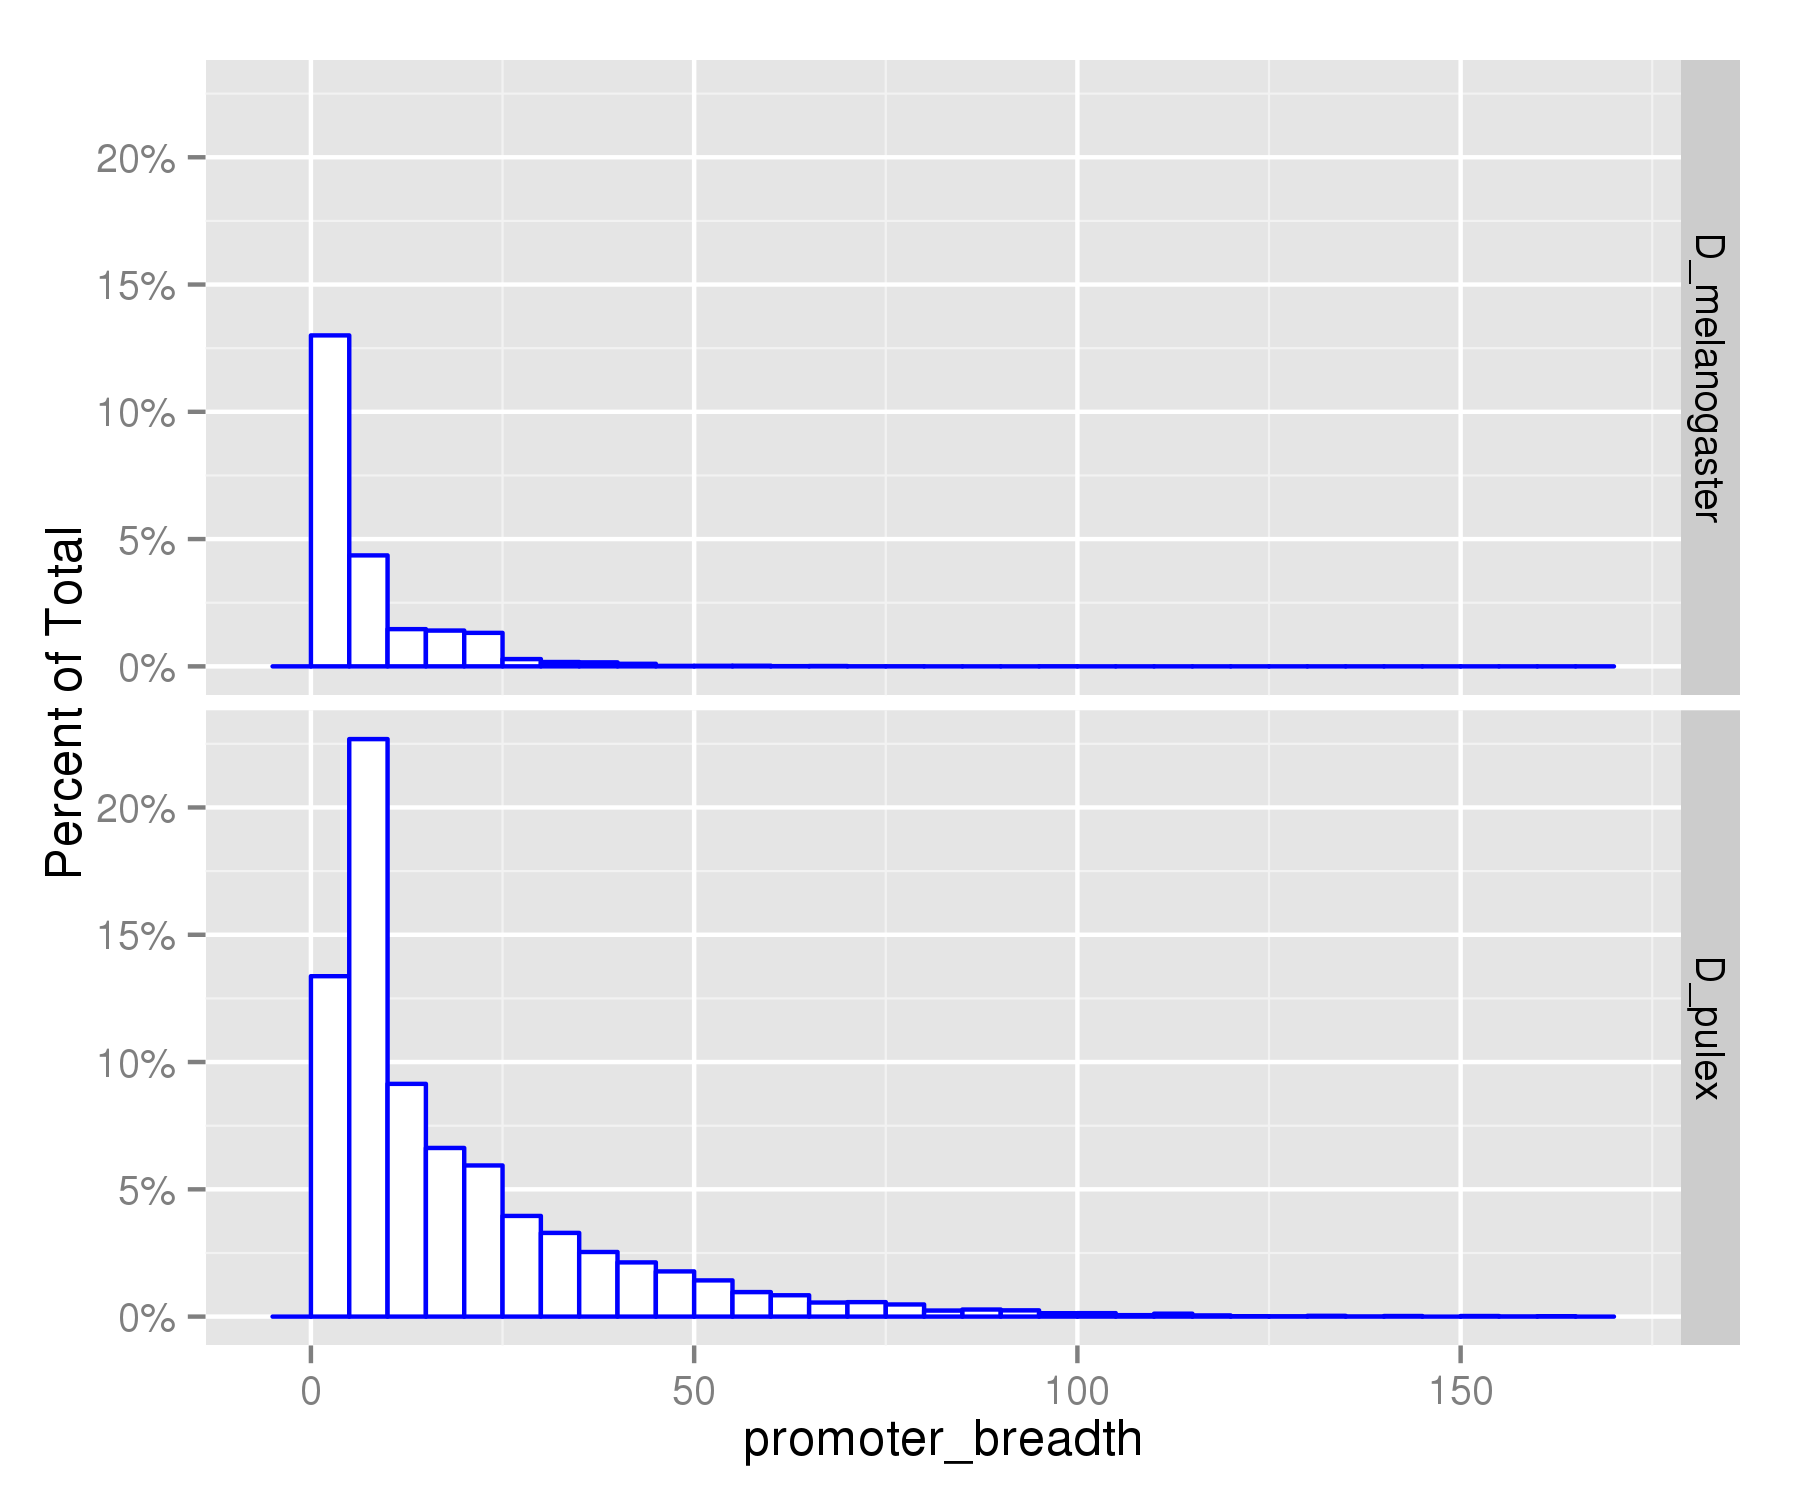 Percent of Total
20%
15%
10%
5%
0%
D_melanogaster
20%
15%
10%
5%
0%
D_pulex
0 50 100 150
promoter_breadth